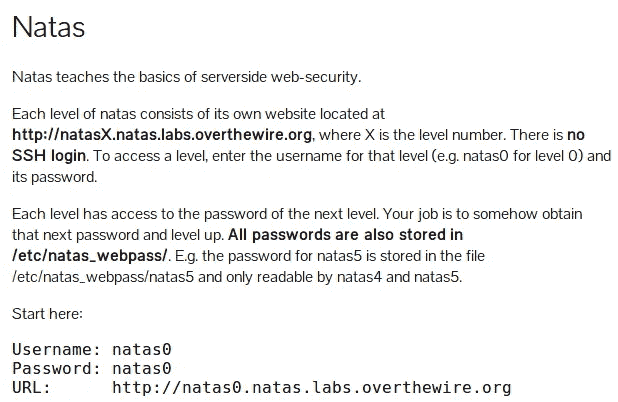 Natas
Natas teaches the basics of serverside web-security.
Each level of natas consists of its own website located at
http://natasX.natas.labs.overthewire.org, where X is the level number. There is no
SSH login. To access a level, enter the username for that level (e.g. natas0 for level 0) and
its password.
Each level has access to the password of the next level. Your job is to somehow obtain
that next password and level up. All passwords are also stored in
/etc/natas_webpass/. E.g. the password for natas5 is stored in the file
/etc/natas_webpass/natas5 and only readable by natas4 and natas5.
Start here:
Username: natas0
Password: natas0
URL: http://natas0.natas.labs.overthewire.org